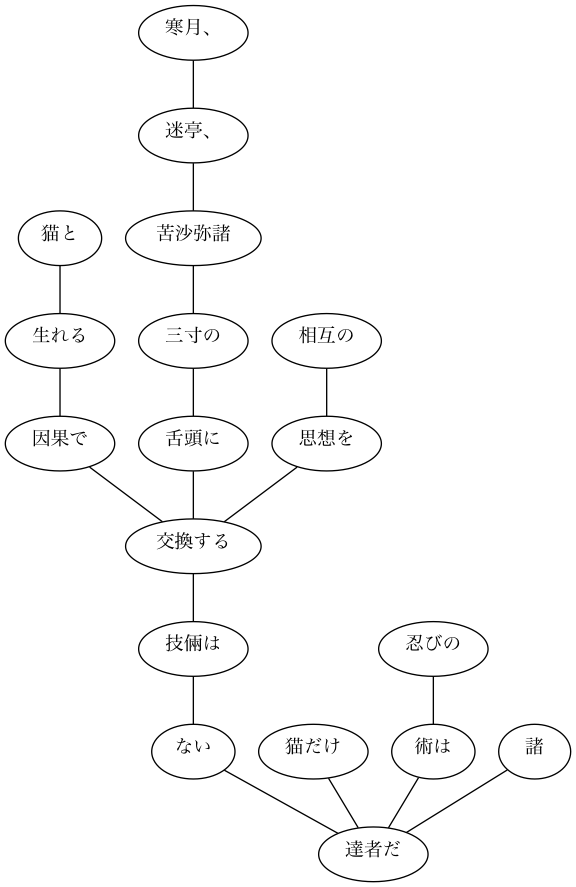 寒月、
迷亭、
猫と
苦沙弥諸
生れる
三寸の
相互の
因果で
舌頭に
思想を
交換する
技倆は
忍びの
ない
猫だけ
術は
諸
達者だ